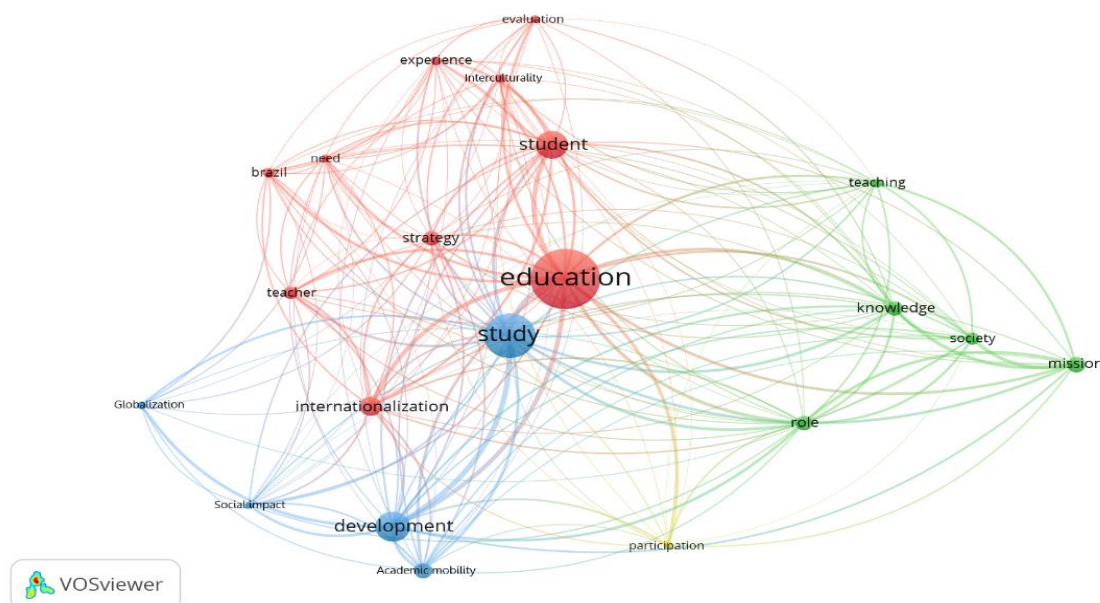 evaluation
experience
Interculturality
student
need
brazil
teaching
strategy
education
teacher
knowledge
study
society
mission
Globalization
internationalization
role
Social impact
development
participation
Academic mobility
VOSviewer